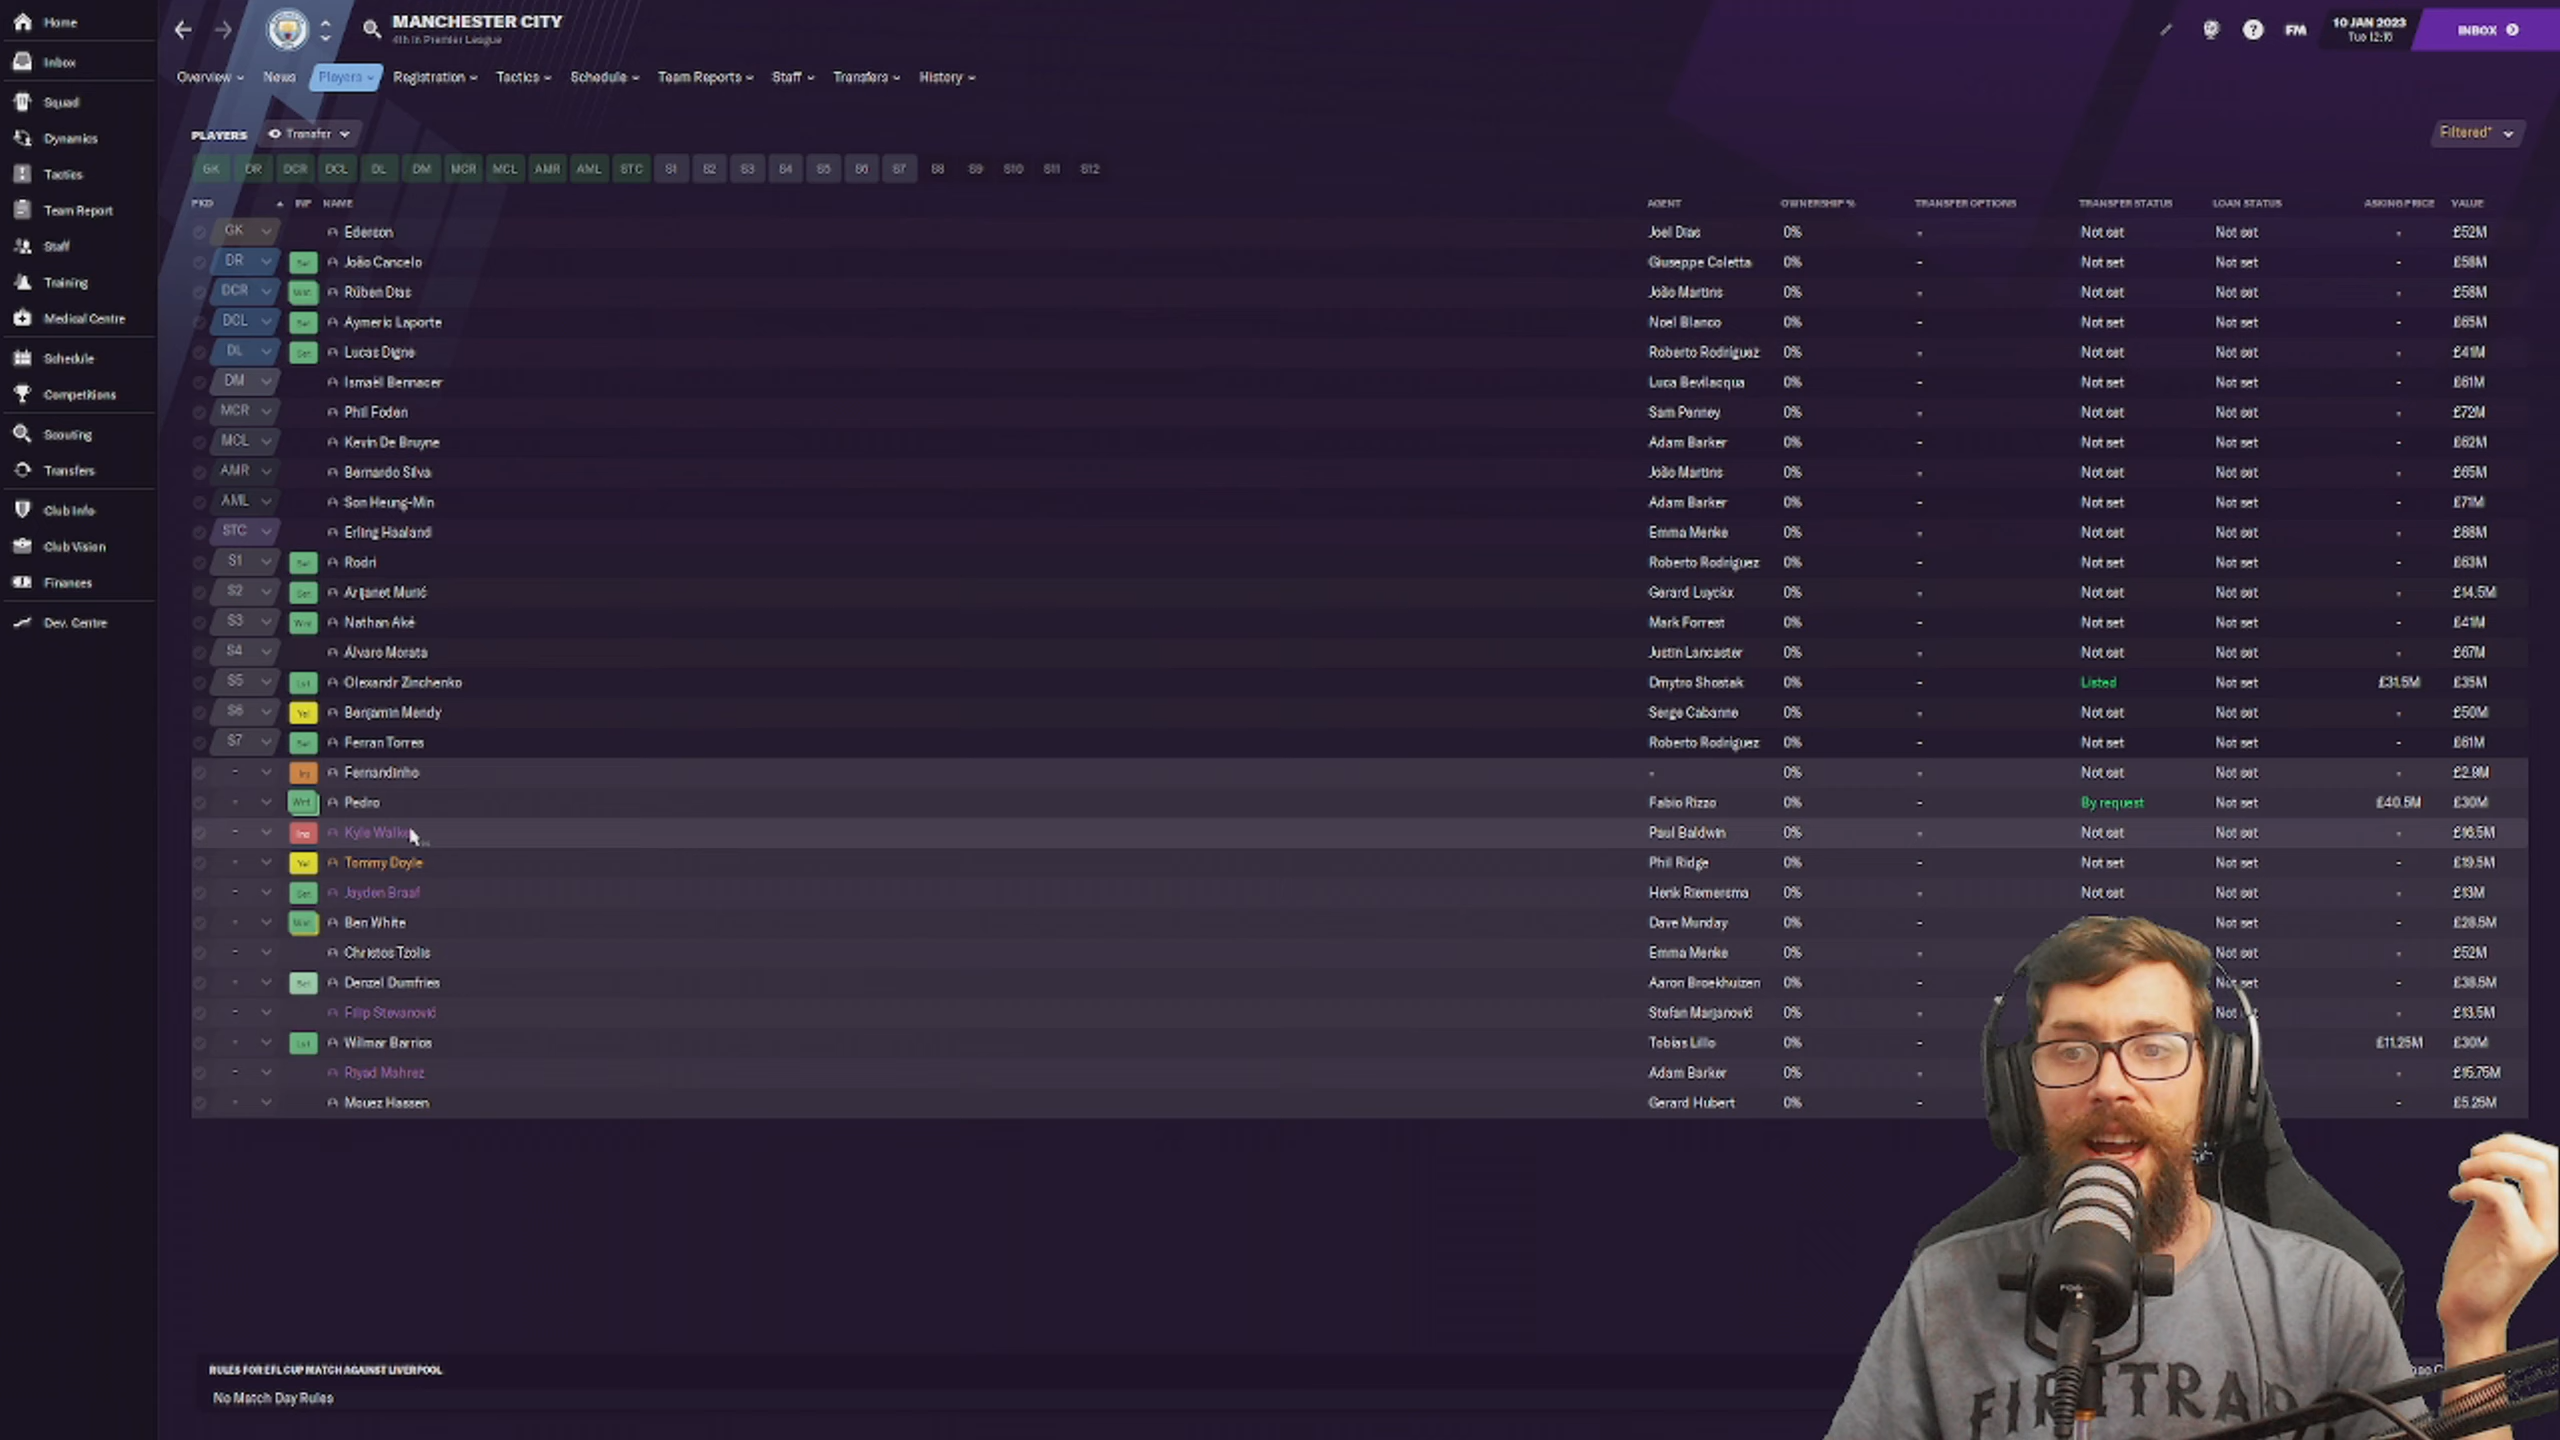 Home
MANCHESTER CITY
4th in Premier League
10 JAN 2023
FM
INBOX
Inbox
Overview News Players Registration Tactics Schedule Team Reports Staff Transfers History
Squad
Dynamics
PLAYERS Transfer
Filtered*
Tactics
GK DR DCR DCL DL DM MCR MCL AMR AML STC S1 S2 S3 S4 S5 S6 S7 S8 S9 S10 S11 S12
Team Report
Staff
Training
Medical Centre
Schedule
Competitions
Scouting
Transfers
Club Info
Club Vision
Finances
Dev. Centre
PKD INF NAME AGENT OWNERSHIP % TRANSFER OPTIONS TRANSFER STATUS LOAN STATUS ASKING PRICE VALUE
GK Ederson Joel Dias 0% - Not set Not set - £52M
DR João Cancelo Giuseppe Coletta 0% - Not set Not set - £58M
DCR Rúben Dias João Martins 0% - Not set Not set - £58M
DCL Aymeric Laporte Noel Blanco 0% - Not set Not set - £65M
DL Lucas Digne Roberto Rodríguez 0% - Not set Not set - £41M
DM Ismaël Bennacer Luca Bevilacqua 0% - Not set Not set - £61M
MCR Phil Foden Sam Penney 0% - Not set Not set - £72M
MCL Kevin De Bruyne Adam Barker 0% - Not set Not set - £62M
AMR Bernardo Silva João Martins 0% - Not set Not set - £65M
AML Son Heung-Min Adam Barker 0% - Not set Not set - £71M
STC Erling Haaland Emma Menke 0% - Not set Not set - £68M
S1 Rodri Roberto Rodríguez 0% - Not set Not set - £63M
S2 Arijanet Murić Gerard Luyckx 0% - Not set Not set - £14.5M
S3 Nathan Aké Mark Forrest 0% - Not set Not set - £41M
S4 Álvaro Morata Justin Lancaster 0% - Not set Not set - £67M
S5 Lst Olexandr Zinchenko Dmytro Shostak 0% - Listed Not set £31.5M £35M
S6 Yel Benjamin Mendy Serge Cabanne 0% - Not set Not set - £50M
S7 Ferran Torres Roberto Rodríguez 0% - Not set Not set - £61M
- Inj Fernandinho - 0% - Not set Not set - £2.9M
- Wnt Pedro Fabio Rizzo 0% - By request Not set £40.5M £30M
- Kyle Walke Paul Baldwin 0% - Not set Not set - £16.5M
- Yel Tommy Doyle Phil Ridge 0% - Not set Not set - £19.5M
- Jayden Braaf Henk Riemersma 0% - Not set Not set - £13M
- Ben White Dave Munday 0% - Not set - £28.5M
- Christos Tzolis Emma Menke 0% - Not set - £52M
- Denzel Dumfries Aaron Broekhuizen 0% - Not set - £38.5M
- Filip Stevanović Stefan Marjanović 0% - Not - £13.5M
- Lst Wilmar Barrios Tobías Lillo 0% - £11.25M £30M
- Riyad Mahrez Adam Barker 0% - - £15.75M
- Mouez Hassen Gerard Hubert 0% - - £5.25M
RULES FOR EFL CUP MATCH AGAINST LIVERPOOL
No Match Day Rules